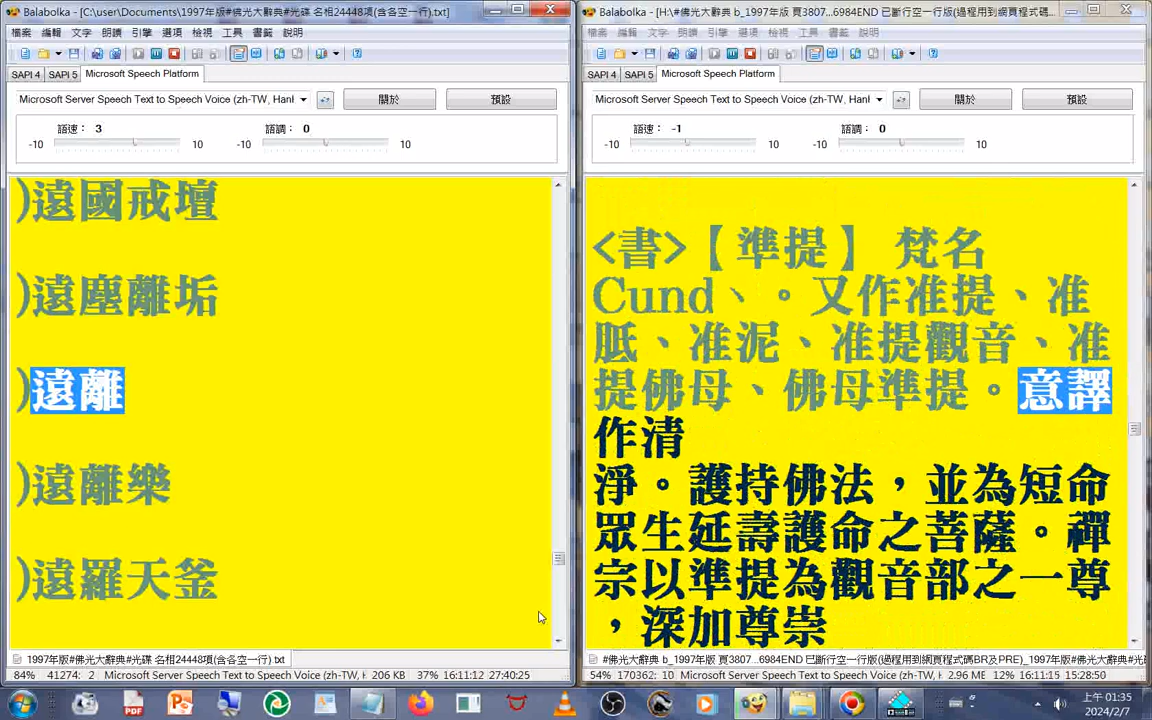 Balabolka - [C:\user\Documents\1997年版#佛光大辭典#光碟 名相24448項(含各空一行).txt]
檔案 編輯 文字 朗讀 引擎 選項 檢視 工具 書籤 說明
SAPI 4 SAPI 5 Microsoft Speech Platform
Microsoft Server Speech Text to Speech Voice (zh-TW, Hanl
關於 預設
語速： 3 語調： 0
-10 10 -10 10
)遠國戒壇
)遠塵離垢
)遠離
)遠離樂
)遠羅天釜
1997年版#佛光大辭典#光碟 名相24448項(含各空一行).txt
84% 41274: 2 Microsoft Server Speech Text to Speech Voice (zh-TW, H 206 KB 37% 16:11:12 27:40:25
Balabolka - [H:\#佛光大辭典 b_1997年版 頁3807...6984END 已斷行空一行版(過程用到網頁程式碼...
檔案 編輯 文字 朗讀 引擎 選項 檢視 工具 書籤 說明
SAPI 4 SAPI 5 Microsoft Speech Platform
Microsoft Server Speech Text to Speech Voice (zh-TW, Hanl
關於 預設
語速： -1 語調： 0
-10 10 -10 10
<書>【準提】 梵名
Cund、。又作准提、准
胝、准泥、准提觀音、准
提佛母、佛母準提。意譯
作清
淨。護持佛法，並為短命
眾生延壽護命之菩薩。禪
宗以準提為觀音部之一尊
，深加尊崇
#佛光大辭典 b_1997年版 頁3807...6984END 已斷行空一行版(過程用到網頁程式碼BR及PRE)_1997年版#光
54% 170362: 10 Microsoft Server Speech Text to Speech Voice (zh-TW, H 2.96 ME 12% 16:11:15 15:28:50
上午 01:35
2024/2/7